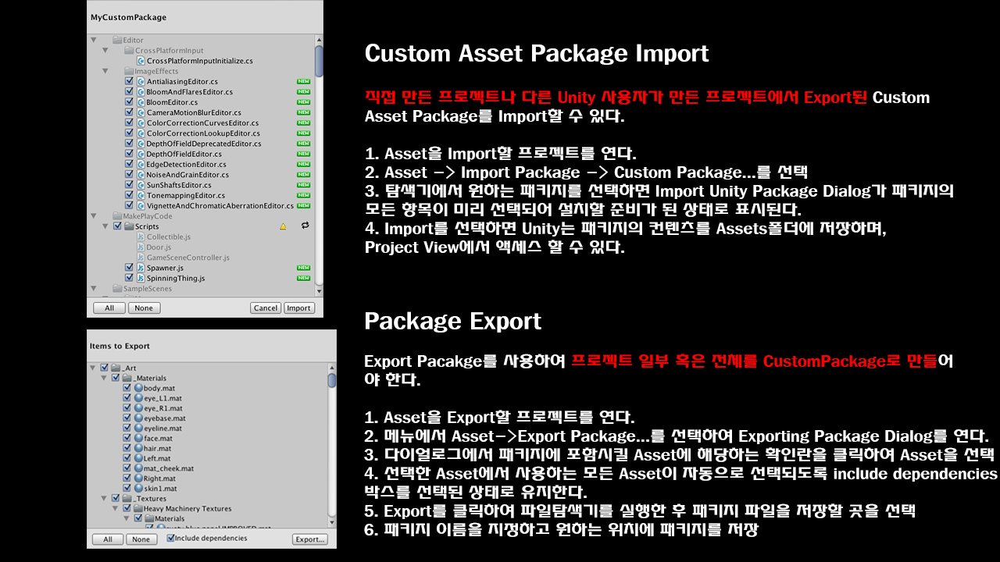 MyCustomPackage
Editor
CrossPlatformInput
CrossPlatformInputInitialize.cs
ImageEffects
AntialiasingEditor.cs NEW
BloomAndFlaresEditor.cs NEW
BloomEditor.cs NEW
CameraMotionBlurEditor.cs NEW
ColorCorrectionCurvesEditor.cs NEW
ColorCorrectionLookupEditor.cs NEW
DepthOfFieldDeprecatedEditor.cs NEW
DepthOfFieldEditor.cs NEW
EdgeDetectionEditor.cs NEW
NoiseAndGrainEditor.cs NEW
SunShaftsEditor.cs NEW
TonemappingEditor.cs NEW
VignetteAndChromaticAberrationEditor.cs NEW
MakePlayCode
Scripts
Collectible.js
Door.js
GameSceneController.js
Spawner.js NEW
SpinningThing.js NEW
SampleScenes
All None Cancel Import
Custom Asset Package Import
직접 만든 프로젝트나 다른 Unity 사용자가 만든 프로젝트에서 Export된 Custom
Asset Package를 Import할 수 있다.
1. Asset을 Import할 프로젝트를 연다.
2. Asset -> Import Package -> Custom Package...를 선택
3. 탐색기에서 원하는 패키지를 선택하면 Import Unity Package Dialog가 패키지의
모든 항목이 미리 선택되어 설치할 준비가 된 상태로 표시된다.
4. Import를 선택하면 Unity는 패키지의 컨텐츠를 Assets폴더에 저장하며,
Project View에서 액세스 할 수 있다.
Items to Export
_Art
_Materials
body.mat
eye_L1.mat
eye_R1.mat
eyebase.mat
eyeline.mat
face.mat
hair.mat
Left.mat
mat_cheek.mat
Right.mat
skin1.mat
_Textures
Heavy Machinery Textures
Materials
All None Include dependencies Export...
Package Export
Export Pacakge를 사용하여 프로젝트 일부 혹은 전체를 CustomPackage로 만들어
야 한다.
1. Asset을 Export할 프로젝트를 연다.
2. 메뉴에서 Asset->Export Package...를 선택하여 Exporting Package Dialog를 연다.
3. 다이얼로그에서 패키지에 포함시킬 Asset에 해당하는 확인란을 클릭하여 Asset을 선택
4. 선택한 Asset에서 사용하는 모든 Asset이 자동으로 선택되도록 include dependencies
박스를 선택된 상태로 유지한다.
5. Export를 클릭하여 파일탐색기를 실행한 후 패키지 파일을 저장할 곳을 선택
6. 패키지 이름을 지정하고 원하는 위치에 패키지를 저장